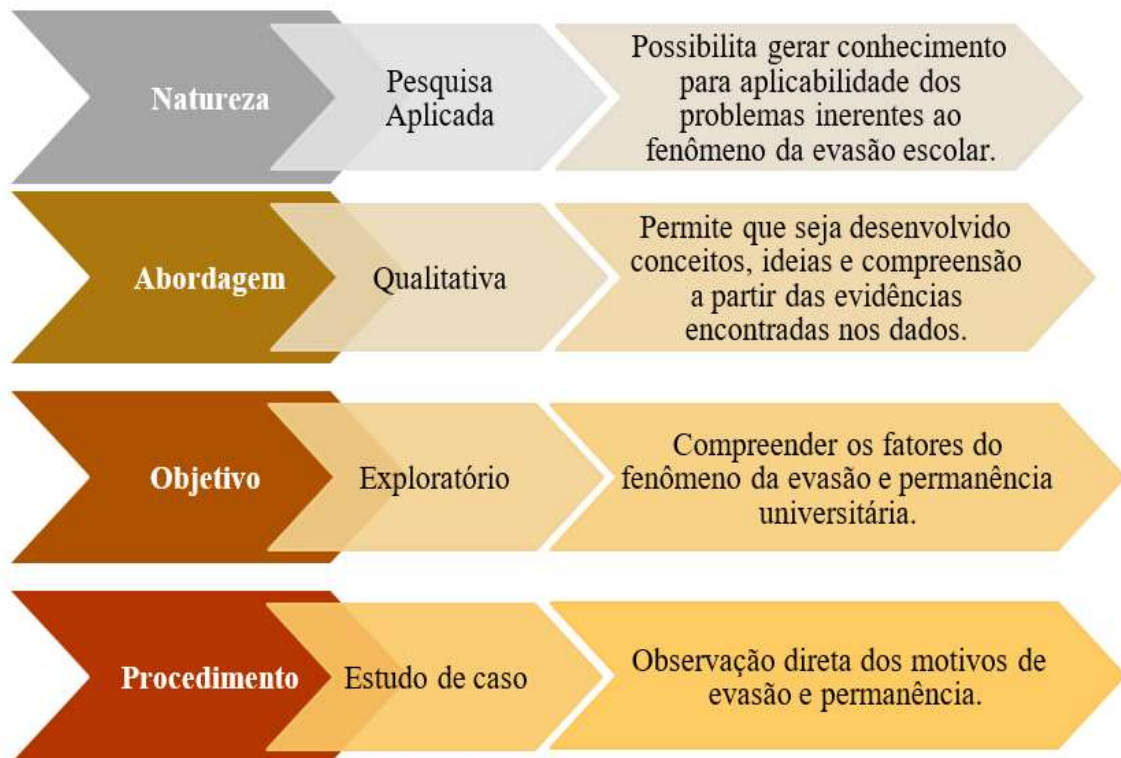 Natureza
Pesquisa
Aplicada
Possibilita gerar conhecimento
para aplicabilidade dos
problemas inerentes ao
fenômeno da evasão escolar.
Abordagem
Qualitativa
Permite que seja desenvolvido
conceitos, ideias e compreensão
a partir das evidências
encontradas nos dados.
Objetivo
Exploratório
Compreender os fatores do
fenômeno da evasão e permanência
universitária.
Procedimento
Estudo de caso
Observação direta dos motivos de
evasão e permanência.